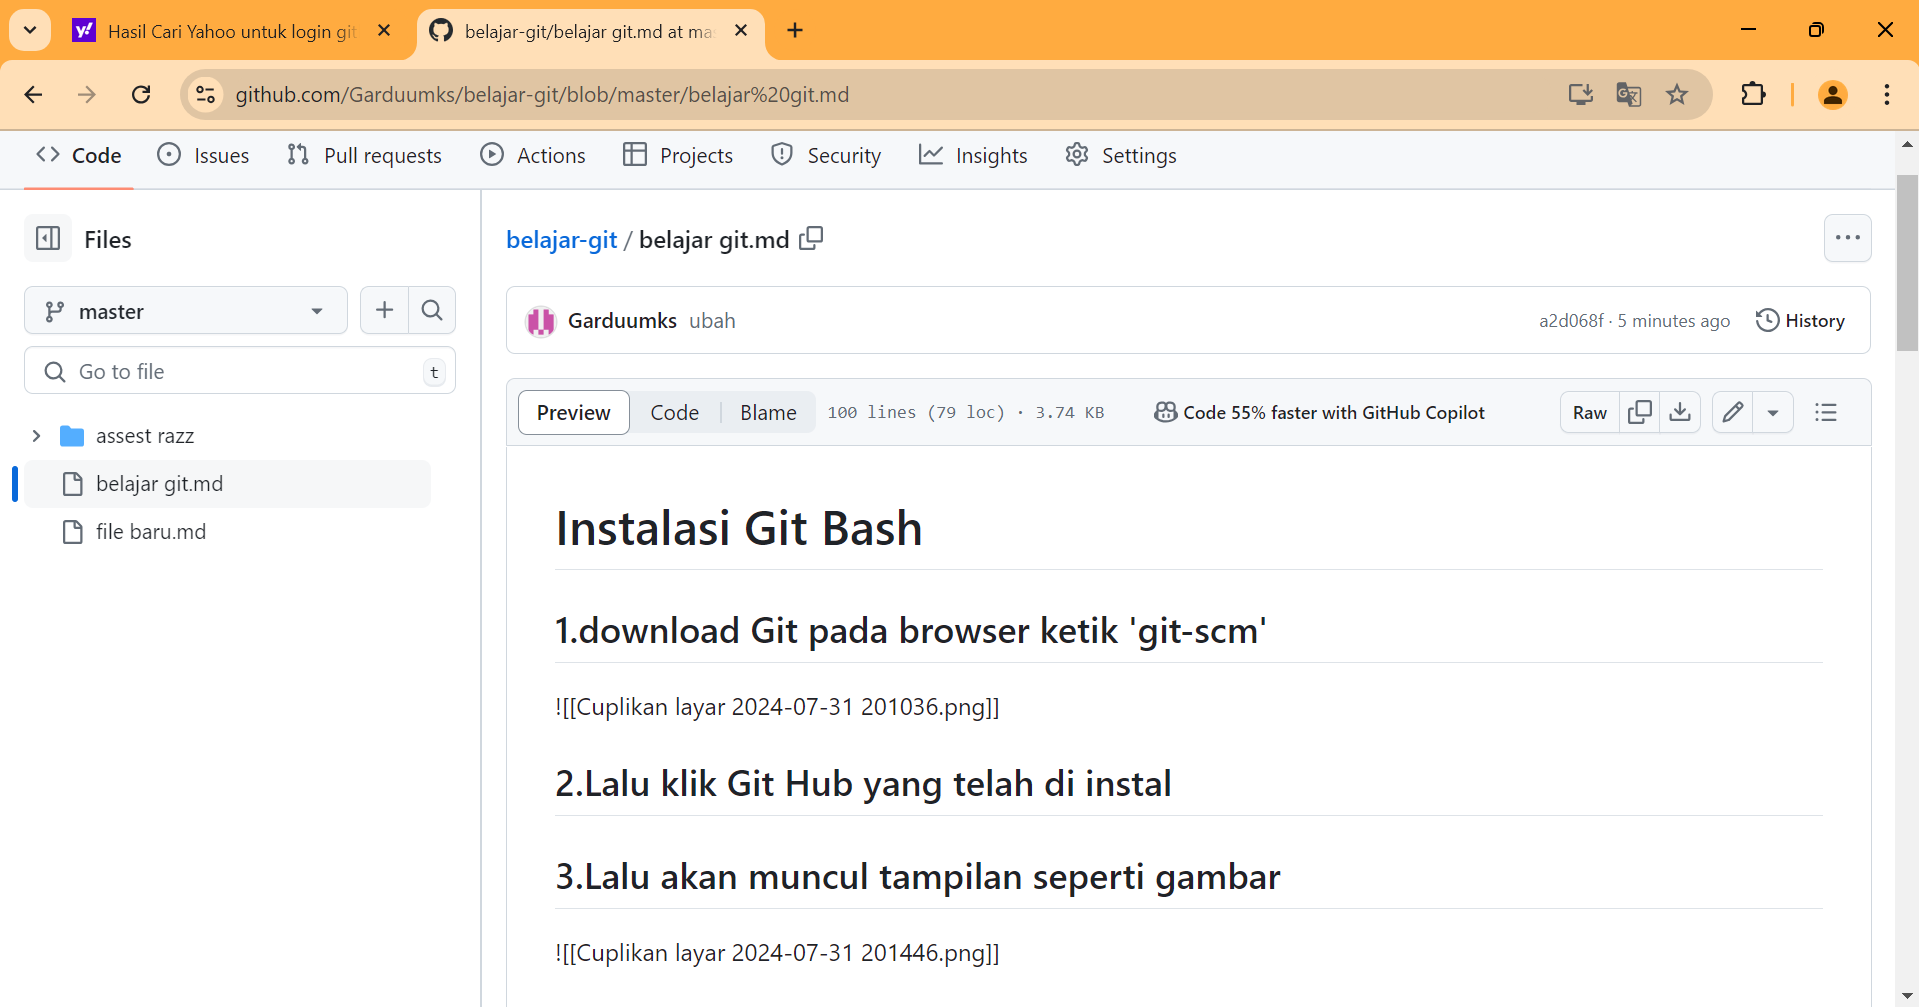 Hasil Cari Yahoo untuk login git
belajar-git/belajar git.md at ma
github.com/Garduumks/belajar-git/blob/master/belajar%20git.md
Code
Issues
Pull requests
Actions
Projects
Security
Insights
Settings
Files
master
Go to file
t
assest razz
belajar git.md
file baru.md
belajar-git / belajar git.md
Garduumks ubah
a2d068f · 5 minutes ago
History
Preview
Code
Blame
100 lines (79 loc) · 3.74 KB
Code 55% faster with GitHub Copilot
Raw
Instalasi Git Bash
1.download Git pada browser ketik 'git-scm'
![[Cuplikan layar 2024-07-31 201036.png]]
2.Lalu klik Git Hub yang telah di instal
3.Lalu akan muncul tampilan seperti gambar
![[Cuplikan layar 2024-07-31 201446.png]]